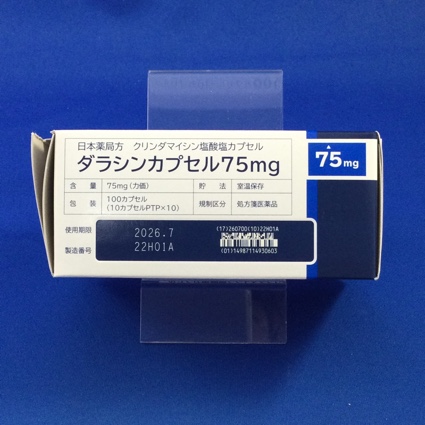 日本薬局方 クリンダマイシン塩酸塩カプセル
ダラシンカプセル75mg
75mg
含 量 75mg(力価) 貯 法 室温保存
包 装 100カプセル (10カプセルPTP×10) 規制区分 処方箋医薬品
使用期限 2026.7
製造番号 22H01A
(17)260700(10)22H01A
(01)14987114930603